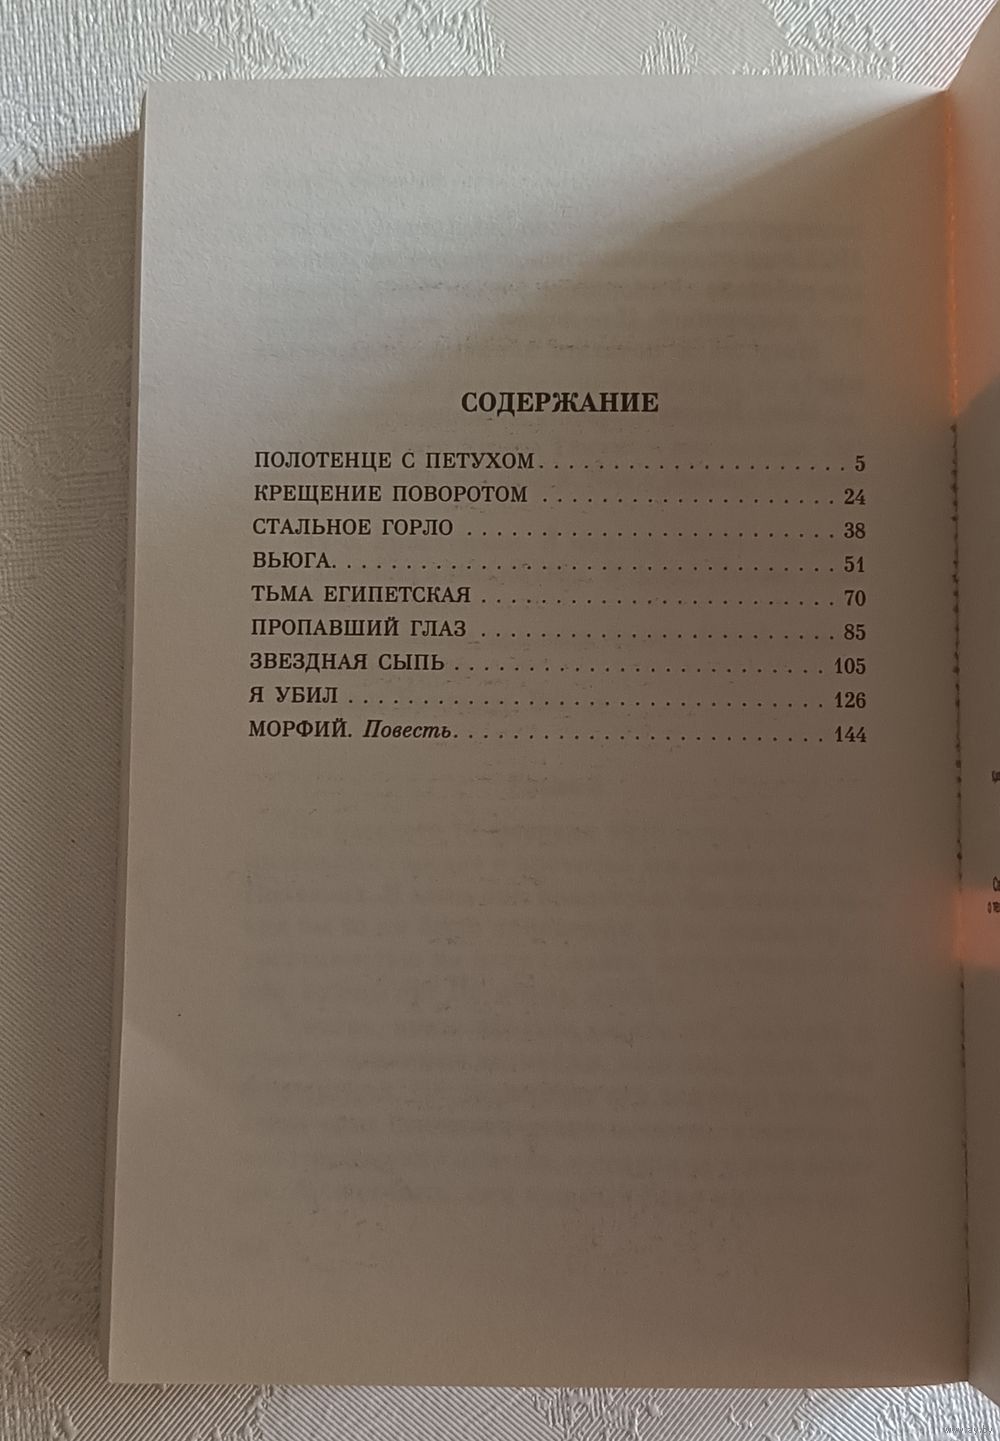 СОДЕРЖАНИЕ
ПОЛОТЕНЦЕ С ПЕТУХОМ. . . . . . . . . . . . . . . . . . . . . 5
КРЕЩЕНИЕ ПОВОРОТОМ . . . . . . . . . . . . . . . . . . . . 24
СТАЛЬНОЕ ГОРЛО . . . . . . . . . . . . . . . . . . . . . . . . . 38
ВЬЮГА. . . . . . . . . . . . . . . . . . . . . . . . . . . . . . . . . . 51
ТЬМА ЕГИПЕТСКАЯ . . . . . . . . . . . . . . . . . . . . . . . . 70
ПРОПАВШИЙ ГЛАЗ . . . . . . . . . . . . . . . . . . . . . . . . 85
ЗВЕЗДНАЯ СЫПЬ . . . . . . . . . . . . . . . . . . . . . . . . . 105
Я УБИЛ . . . . . . . . . . . . . . . . . . . . . . . . . . . . . . . . 126
МОРФИЙ. Повесть. . . . . . . . . . . . . . . . . . . . . . . . . 144